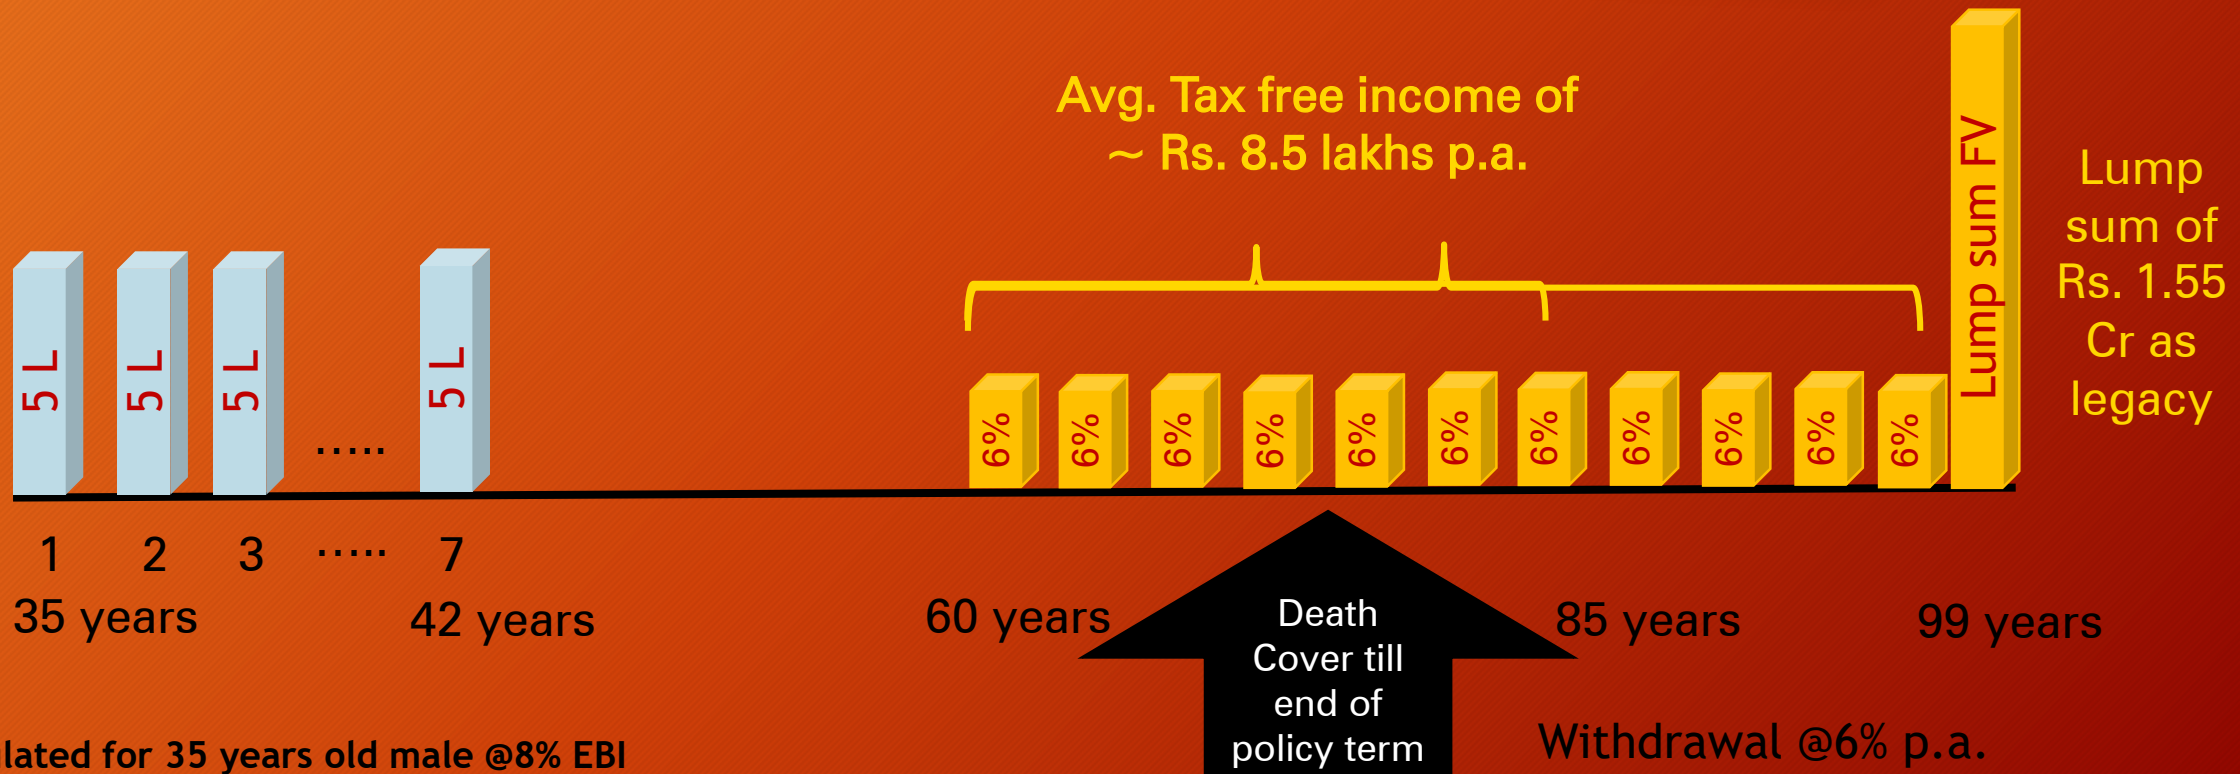 Avg. Tax free income of
~ Rs. 8.5 lakhs p.a.
Lump
sum of
Rs. 1.55
Cr as
legacy
Lump sum FV
5 L
5 L
5 L
.....
5 L
6%
6%
6%
6%
6%
6%
6%
6%
6%
6%
6%
1
2
3
.....
7
35 years
42 years
60 years
85 years
99 years
Death
Cover till
end of
policy term
Withdrawal @6% p.a.
lated for 35 years old male @8% EBI